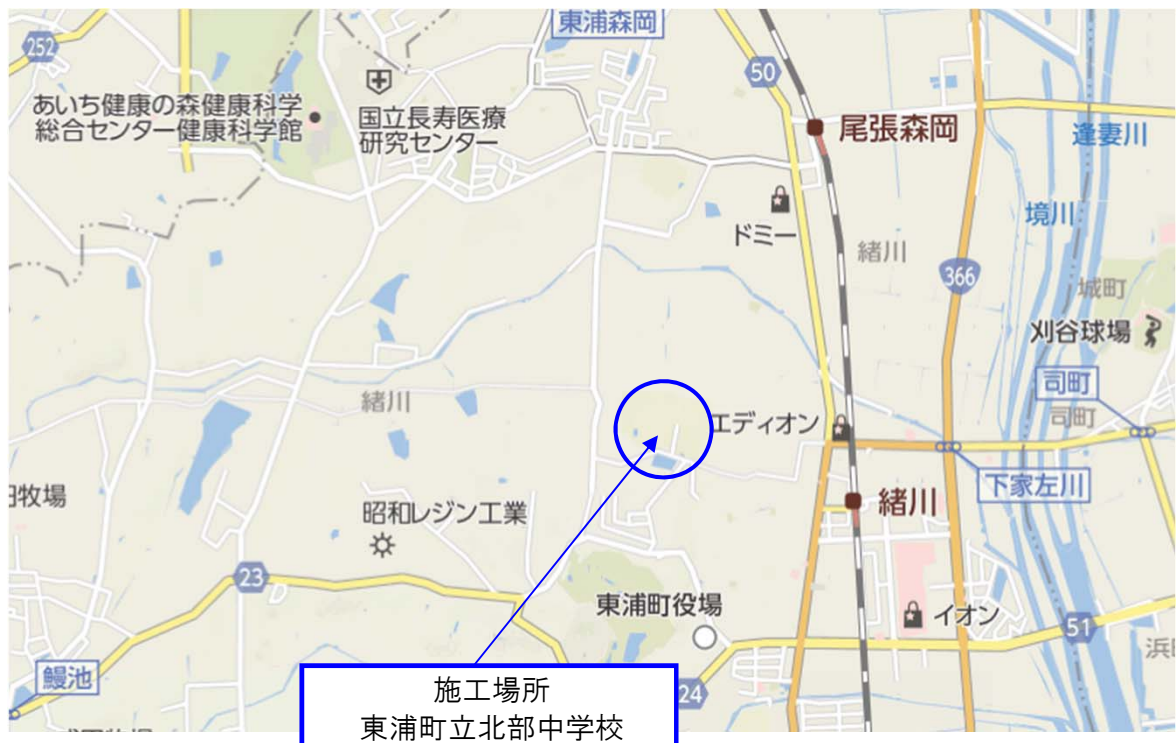 東浦森岡
252
50
あいち健康の森健康科学
総合センター健康科学館
国立長寿医療
研究センター
尾張森岡
逢妻川
境川
ドミー
緒川
366
城町
刈谷球場
司町
緒川
エディオン
司町
下家左川
昭和レジン工業
緒川
23
東浦町役場
イオン
51
鰻池
24
施工場所
東浦町立北部中学校